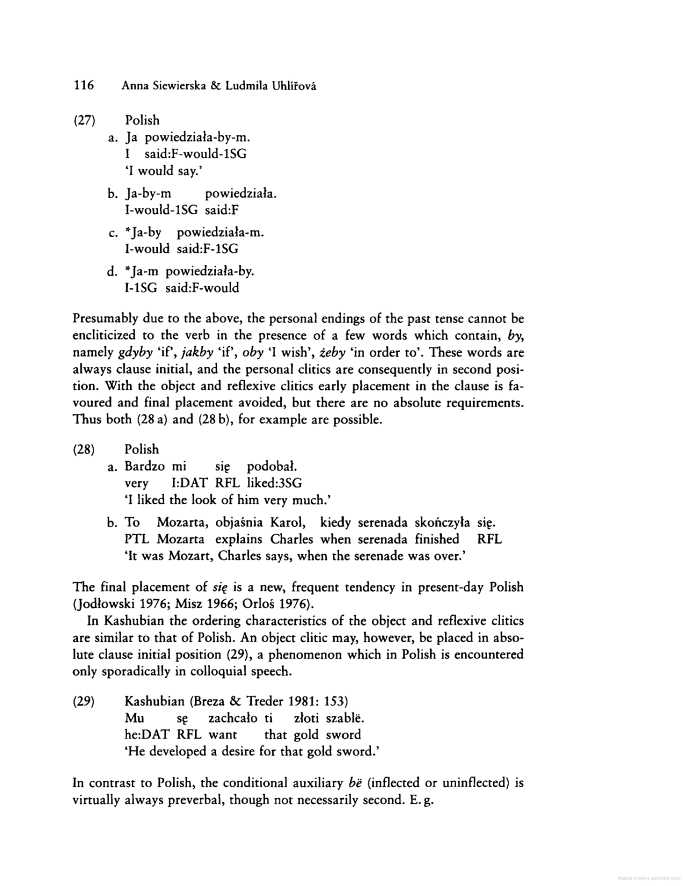 116 Anna Siewierska & Ludmila Uhlířová
(27) Polish
a. Ja powiedziała-by-m.
I said:F-would-1SG
‘I would say.’
b. Ja-by-m powiedziała.
I-would-1SG said:F
c. *Ja-by powiedziała-m.
I-would said:F-1SG
d. *Ja-m powiedziała-by.
I-1SG said:F-would
Presumably due to the above, the personal endings of the past tense cannot be
encliticized to the verb in the presence of a few words which contain, by,
namely gdyby ‘if’, jakby ‘if’, oby ‘I wish’, żeby ‘in order to’. These words are
always clause initial, and the personal clitics are consequently in second posi-
tion. With the object and reflexive clitics early placement in the clause is fa-
voured and final placement avoided, but there are no absolute requirements.
Thus both (28 a) and (28 b), for example are possible.
(28) Polish
a. Bardzo mi się podobał.
very I:DAT RFL liked:3SG
‘I liked the look of him very much.’
b. To Mozarta, objaśnia Karol, kiedy serenada skończyła się.
PTL Mozarta explains Charles when serenada finished RFL
‘It was Mozart, Charles says, when the serenade was over.’
The final placement of się is a new, frequent tendency in present-day Polish
(Jodłowski 1976; Misz 1966; Orloś 1976).
In Kashubian the ordering characteristics of the object and reflexive clitics
are similar to that of Polish. An object clitic may, however, be placed in abso-
lute clause initial position (29), a phenomenon which in Polish is encountered
only sporadically in colloquial speech.
(29) Kashubian (Breza & Treder 1981: 153)
Mu sę zachcało ti złoti szablë.
he:DAT RFL want that gold sword
‘He developed a desire for that gold sword.’
In contrast to Polish, the conditional auxiliary bë (inflected or uninflected) is
virtually always preverbal, though not necessarily second. E. g.